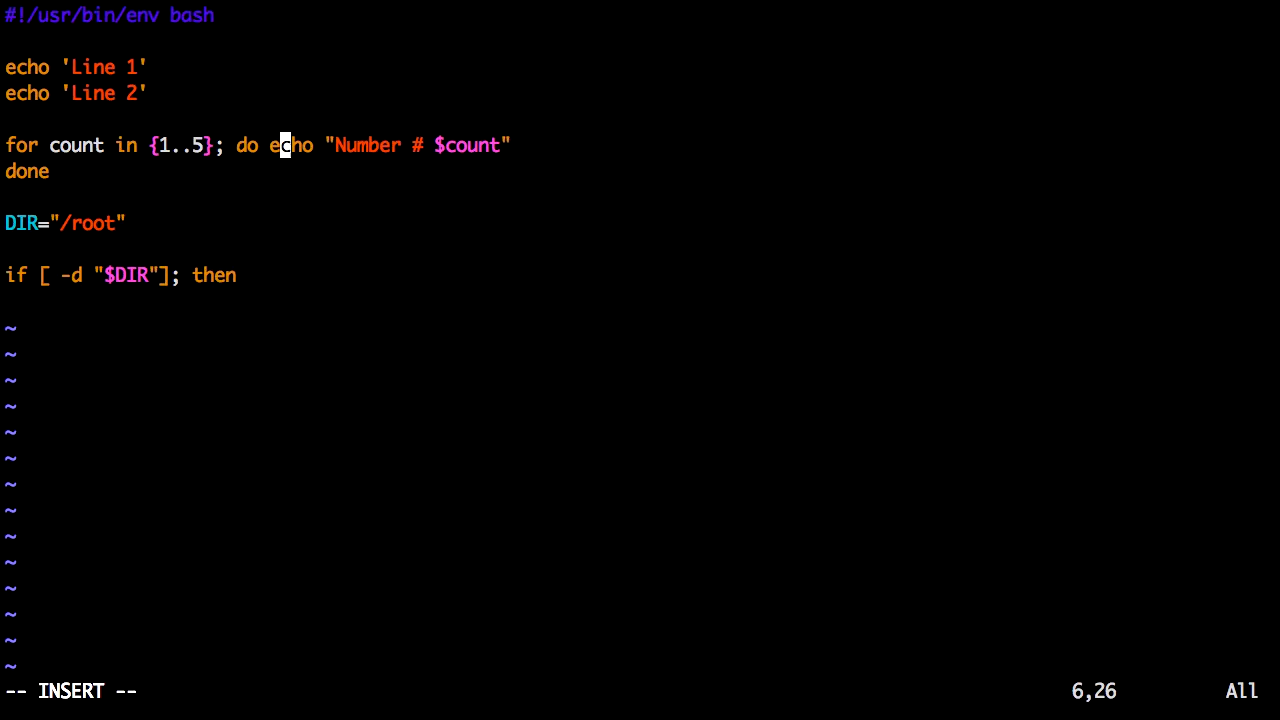 #!/usr/bin/env bash
echo 'Line 1'
echo 'Line 2'
for count in {1..5}; do echo "Number # $count"
done
DIR="/root"
if [ -d "$DIR"]; then
~
~
~
~
~
~
~
~
~
~
~
~
~
~
-- INSERT -- 6,26 All